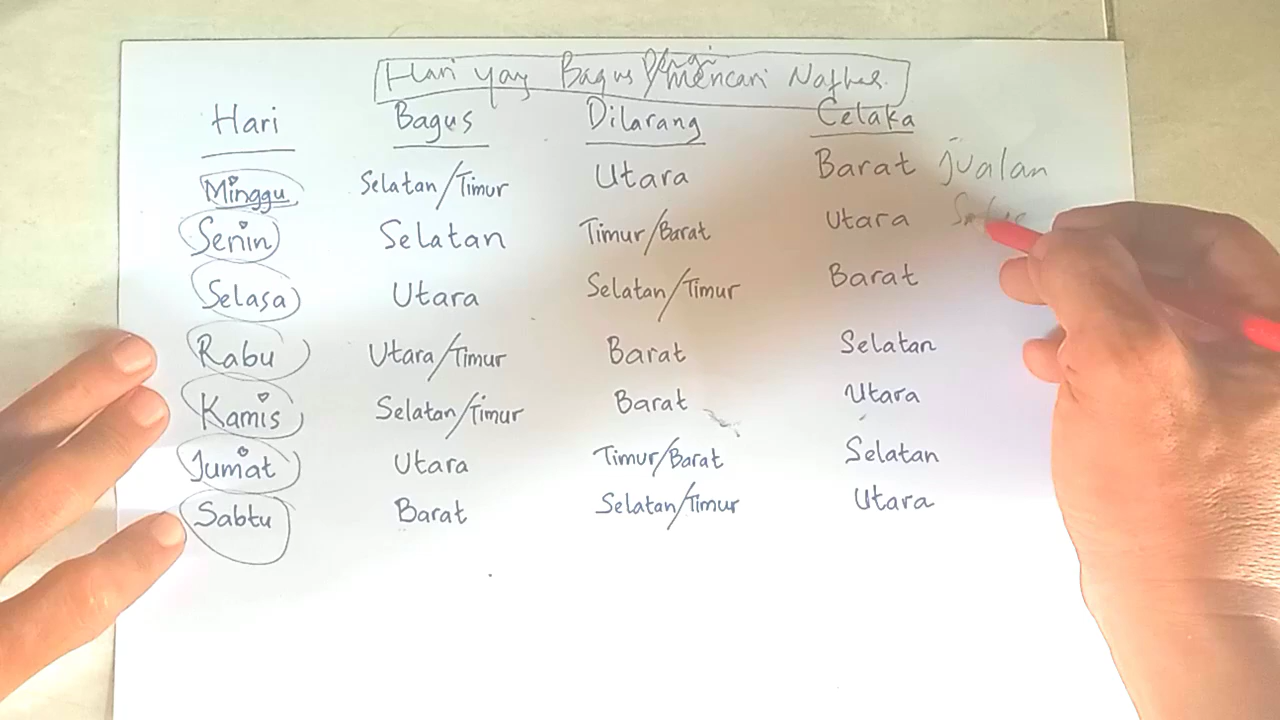 Hari yang Bagus Pergi mencari Nafkah
Hari Bagus Dilarang Celaka
Minggu Selatan/Timur Utara Barat Jualan
Senin Selatan Timur/Barat Utara
Selasa Utara Selatan/Timur Barat
Rabu Utara/Timur Barat Selatan
Kamis Selatan/Timur Barat Utara
Jumat Utara Timur/Barat Selatan
Sabtu Barat Selatan/Timur Utara